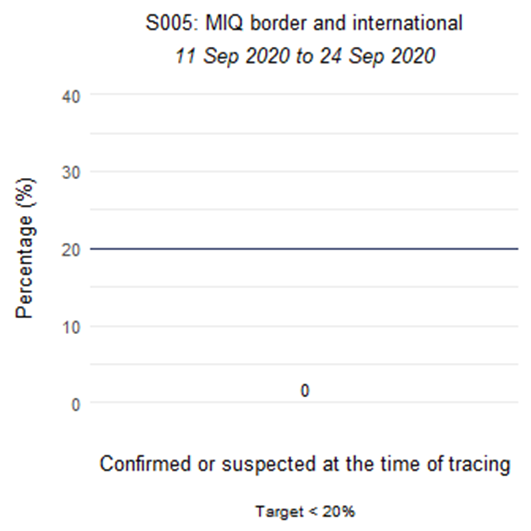 S005: MIQ border and international
11 Sep 2020 to 24 Sep 2020
Percentage (%)
40
30
20
10
0
0
Confirmed or suspected at the time of tracing
Target < 20%